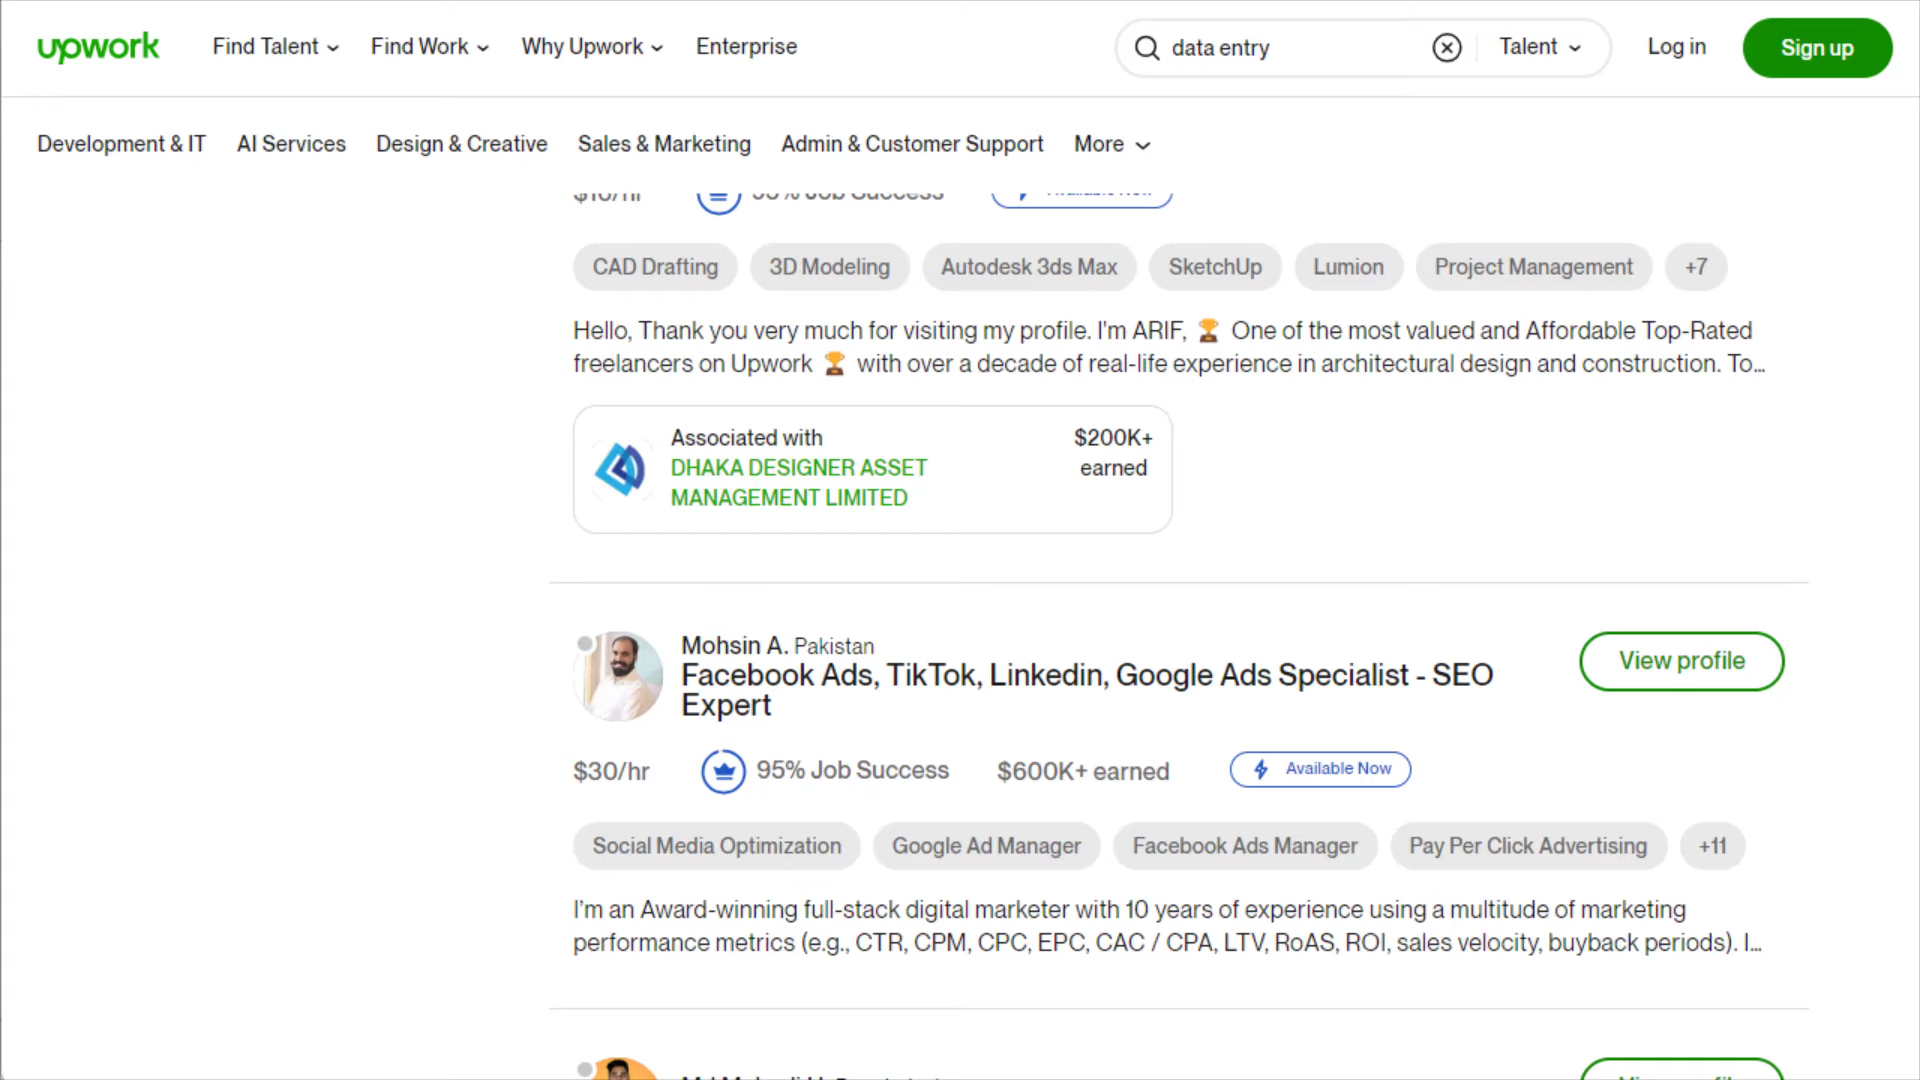 upwork Find Talent Find Work Why Upwork Enterprise data entry Talent Log in Sign up
Development & IT AI Services Design & Creative Sales & Marketing Admin & Customer Support More
CAD Drafting 3D Modeling Autodesk 3ds Max SketchUp Lumion Project Management +7
Hello, Thank you very much for visiting my profile. I'm ARIF, 🏆 One of the most valued and Affordable Top-Rated
freelancers on Upwork 🏆 with over a decade of real-life experience in architectural design and construction. To...
Associated with $200K+
DHAKA DESIGNER ASSET earned
MANAGEMENT LIMITED
Mohsin A. Pakistan
View profile
Facebook Ads, TikTok, Linkedin, Google Ads Specialist - SEO
Expert
$30/hr 95% Job Success $600K+ earned Available Now
Social Media Optimization Google Ad Manager Facebook Ads Manager Pay Per Click Advertising +11
I'm an Award-winning full-stack digital marketer with 10 years of experience using a multitude of marketing
performance metrics (e.g., CTR, CPM, CPC, EPC, CAC / CPA, LTV, RoAS, ROI, sales velocity, buyback periods). I...